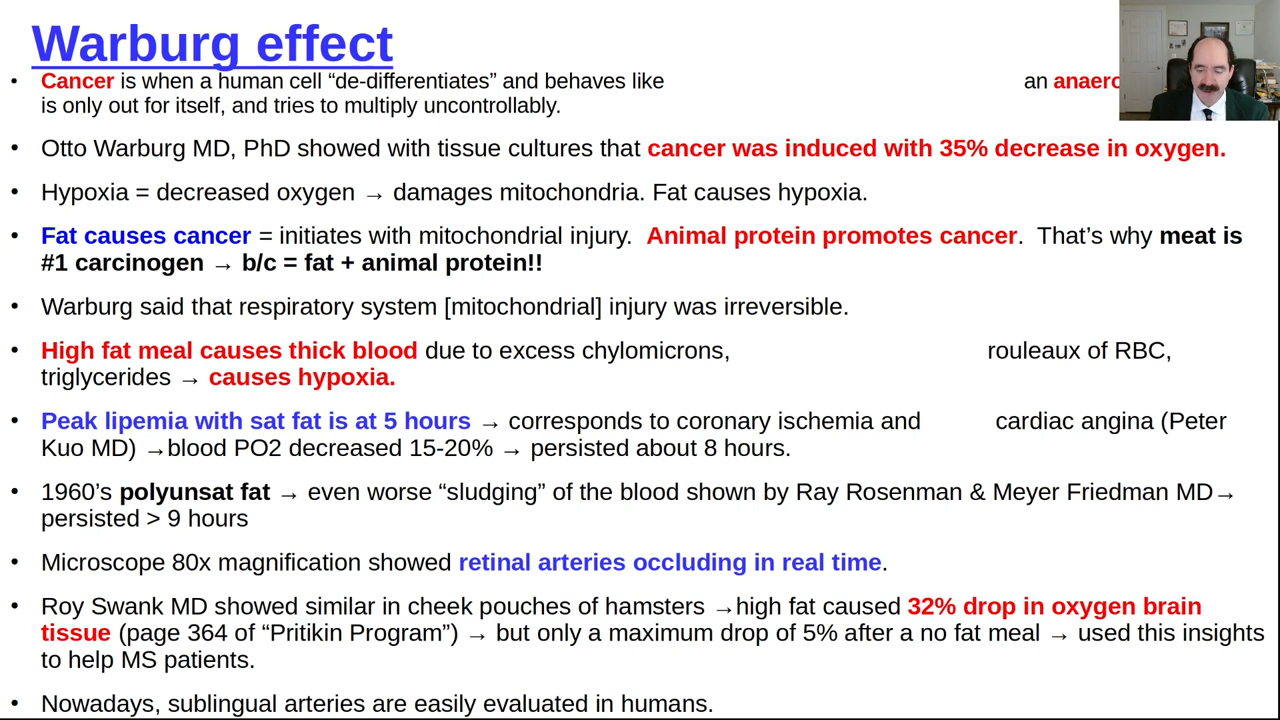 Warburg effect
• Cancer is when a human cell “de-differentiates” and behaves like an
is only out for itself, and tries to multiply uncontrollably.
• Otto Warburg MD, PhD showed with tissue cultures that cancer was induced with 35% decrease in oxygen.
• Hypoxia = decreased oxygen → damages mitochondria. Fat causes hypoxia.
• Fat causes cancer = initiates with mitochondrial injury. Animal protein promotes cancer. That’s why meat is
#1 carcinogen → b/c = fat + animal protein!!
• Warburg said that respiratory system [mitochondrial] injury was irreversible.
• High fat meal causes thick blood due to excess chylomicrons, rouleaux of RBC,
triglycerides → causes hypoxia.
• Peak lipemia with sat fat is at 5 hours → corresponds to coronary ischemia and cardiac angina (Peter
Kuo MD) →blood PO2 decreased 15-20% → persisted about 8 hours.
• 1960’s polyunsat fat → even worse “sludging” of the blood shown by Ray Rosenman & Meyer Friedman MD→
persisted > 9 hours
• Microscope 80x magnification showed retinal arteries occluding in real time.
• Roy Swank MD showed similar in cheek pouches of hamsters →high fat caused 32% drop in oxygen brain
tissue (page 364 of “Pritikin Program”) → but only a maximum drop of 5% after a no fat meal → used this insights
to help MS patients.
• Nowadays, sublingual arteries are easily evaluated in humans.